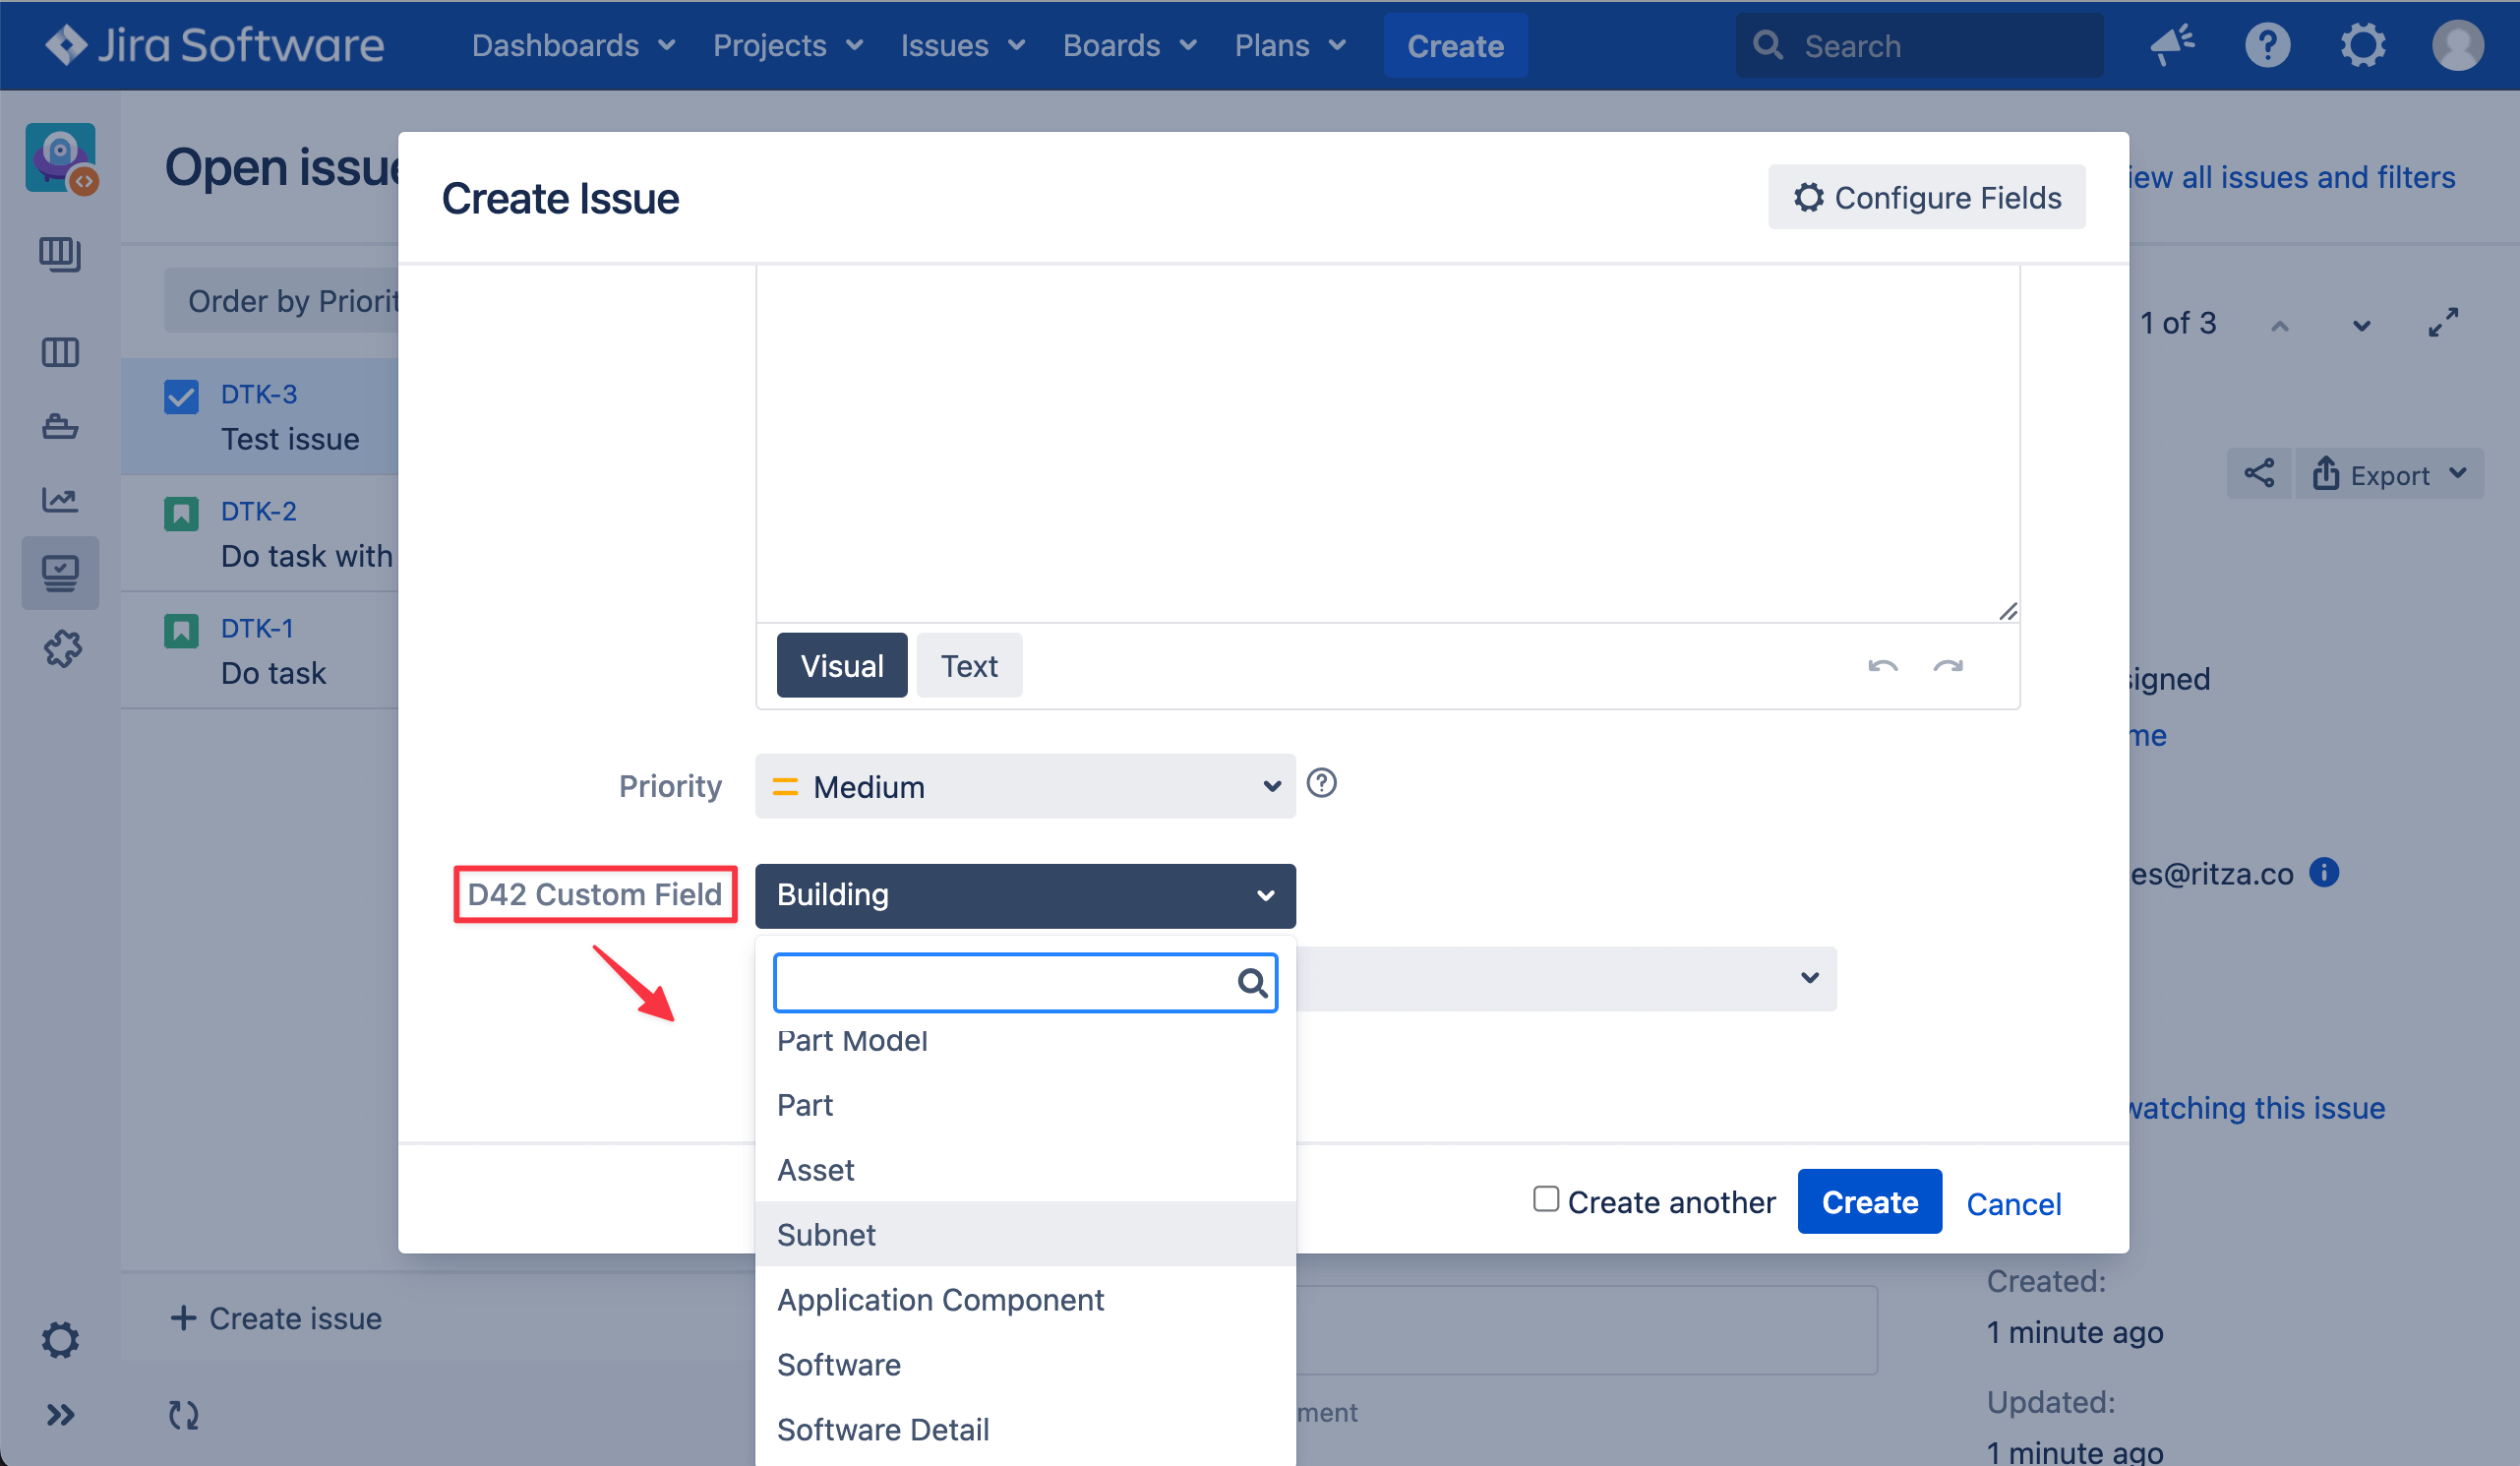 Jira Software Dashboards Projects Issues Boards Plans Create Search
Open issue
iew all issues and filters
Create Issue
Configure Fields
Order by Priorit
1 of 3
DTK-3
Test issue
DTK-2
Do task with
DTK-1
Do task
Export
Visual Text
igned
me
Priority Medium
D42 Custom Field Building
es@ritza.co
Part Model
Part
Asset
Subnet
Application Component
Software
Software Detail
watching this issue
Create another Create Cancel
Created:
1 minute ago
Updated:
1 minute ago
Create issue
ment